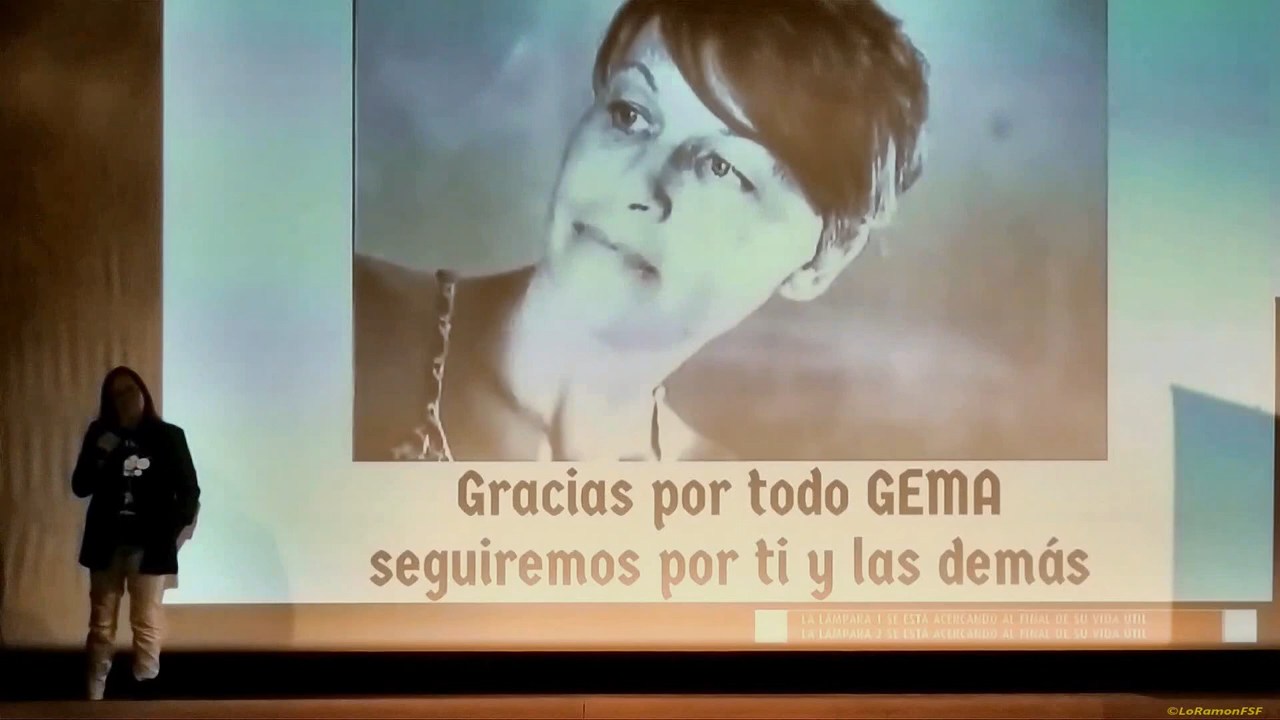 Gracias por todo GEMA
seguiremos por ti y las demás
LA LÁMPARA 1 SE ESTÁ ACERCANDO AL FINAL DE SU VIDA ÚTIL
LA LÁMPARA 2 SE ESTÁ ACERCANDO AL FINAL DE SU VIDA ÚTIL
©LoRamonFSF